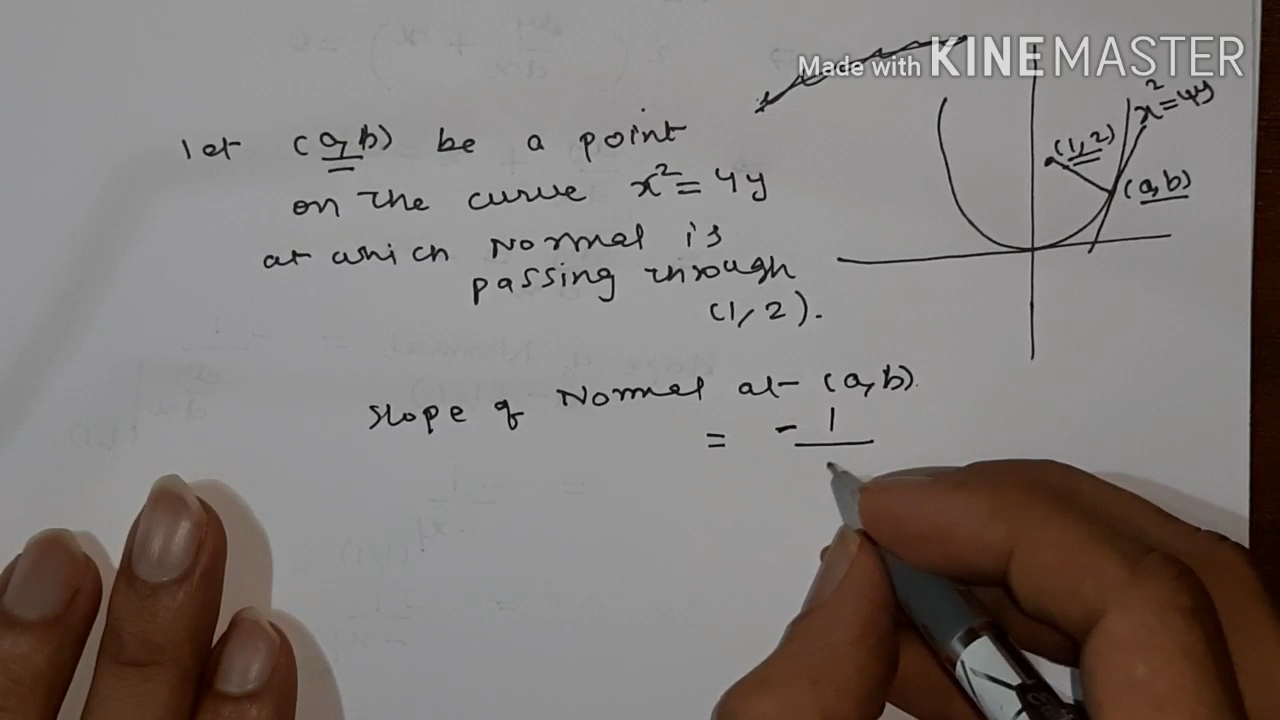 Made with KINEMASTER
let (a,b) be a point
on the curve x²=4y
at which Normal is
passing through
(1,2).
x²=4y
(1,2)
(a,b)
slope of Normal at (a,b).
= - 1